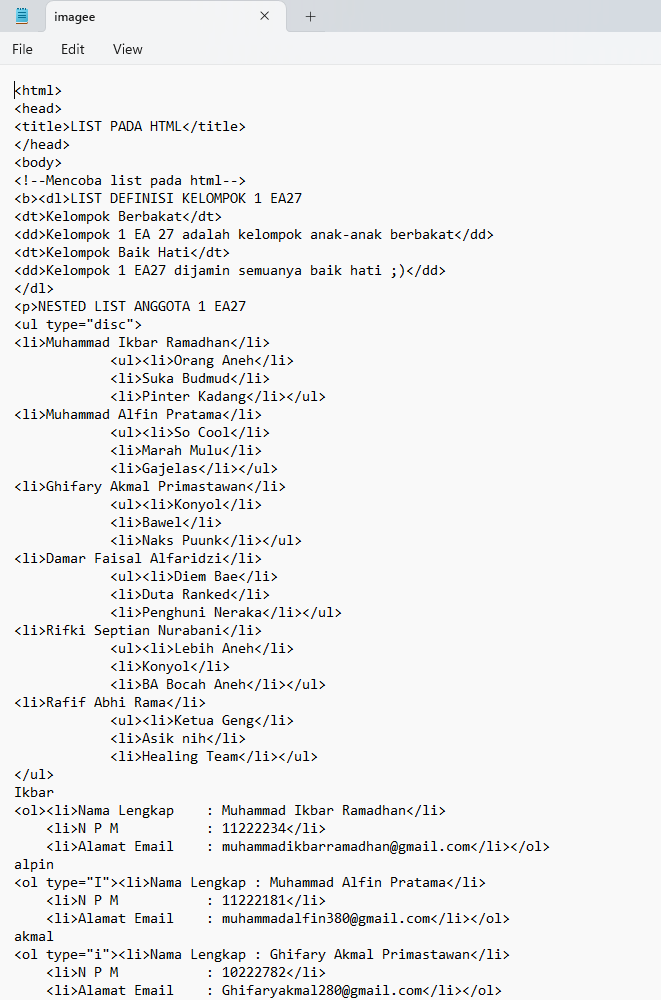 imagee
File Edit View
<html>
<head>
<title>LIST PADA HTML</title>
</head>
<body>
<!--Mencoba list pada html-->
<b><dl>LIST DEFINISI KELOMPOK 1 EA27
<dt>Kelompok Berbakat</dt>
<dd>Kelompok 1 EA 27 adalah kelompok anak-anak berbakat</dd>
<dt>Kelompok Baik Hati</dt>
<dd>Kelompok 1 EA27 dijamin semuanya baik hati ;)</dd>
</dl>
<p>NESTED LIST ANGGOTA 1 EA27
<ul type="disc">
<li>Muhammad Ikbar Ramadhan</li>
            <ul><li>Orang Aneh</li>
            <li>Suka Budmud</li>
            <li>Pinter Kadang</li></ul>
<li>Muhammad Alfin Pratama</li>
            <ul><li>So Cool</li>
            <li>Marah Mulu</li>
            <li>Gajelas</li></ul>
<li>Ghifary Akmal Primastawan</li>
            <ul><li>Konyol</li>
            <li>Bawel</li>
            <li>Naks Puunk</li></ul>
<li>Damar Faisal Alfaridzi</li>
            <ul><li>Diem Bae</li>
            <li>Duta Ranked</li>
            <li>Penghuni Neraka</li></ul>
<li>Rifki Septian Nurabani</li>
            <ul><li>Lebih Aneh</li>
            <li>Konyol</li>
            <li>BA Bocah Aneh</li></ul>
<li>Rafif Abhi Rama</li>
            <ul><li>Ketua Geng</li>
            <li>Asik nih</li>
            <li>Healing Team</li></ul>
</ul>
Ikbar
<ol><li>Nama Lengkap    : Muhammad Ikbar Ramadhan</li>
    <li>N P M           : 11222234</li>
    <li>Alamat Email    : muhammadikbarramadhan@gmail.com</li></ol>
alpin
<ol type="I"><li>Nama Lengkap : Muhammad Alfin Pratama</li>
    <li>N P M           : 11222181</li>
    <li>Alamat Email    : muhammadalfin380@gmail.com</li></ol>
akmal
<ol type="i"><li>Nama Lengkap : Ghifary Akmal Primastawan</li>
    <li>N P M           : 10222782</li>
    <li>Alamat Email    : Ghifaryakmal280@gmail.com</li></ol>